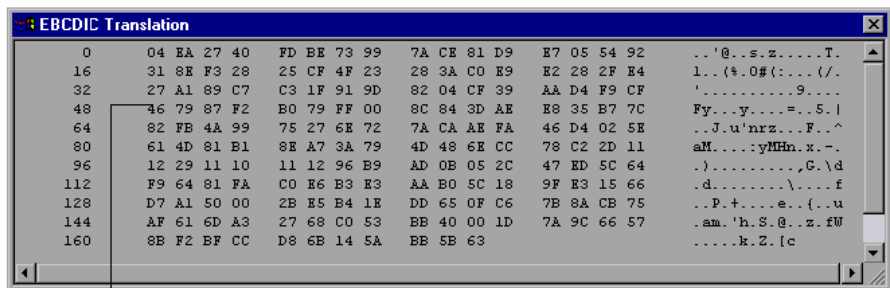 EBCDIC Translation
0 04 EA 27 40 FD BE 73 99 7A CE 81 D9 E7 05 54 92 ..'@..s.z.....T.
16 31 8E F3 28 25 CF 4F 23 28 3A C0 E9 E2 28 2F E4 1..(%.O#(:...(/.
32 27 A1 89 C7 C3 1F 91 9D 82 04 CF 39 AA D4 F9 CF '..........9....
48 46 79 87 F2 B0 79 FF 00 8C 84 3D AE E8 35 B7 7C Fy...y....=..5.|
64 82 FB 4A 99 75 27 6E 72 7A CA AE FA 46 D4 02 5E ..J.u'nrz...F..^
80 61 4D 81 B1 8E A7 3A 79 4D 48 6E CC 78 C2 2D 11 aM....:yMHn.x.-.
96 12 29 11 10 11 12 96 B9 AD 0B 05 2C 47 ED 5C 64 .).........,G.\d
112 F9 64 81 FA C0 E6 B3 E3 AA B0 5C 18 9F E3 15 66 .d........\....f
128 D7 A1 50 00 2B E5 B4 1E DD 65 0F C6 7B 8A CB 75 ..P.+....e..{..u
144 AF 61 6D A3 27 68 C0 53 BB 40 00 1D 7A 9C 66 57 .am.'h.S.@..z.fW
160 8B F2 BF CC D8 6B 14 5A BB 5B 63 .....k.Z.[c